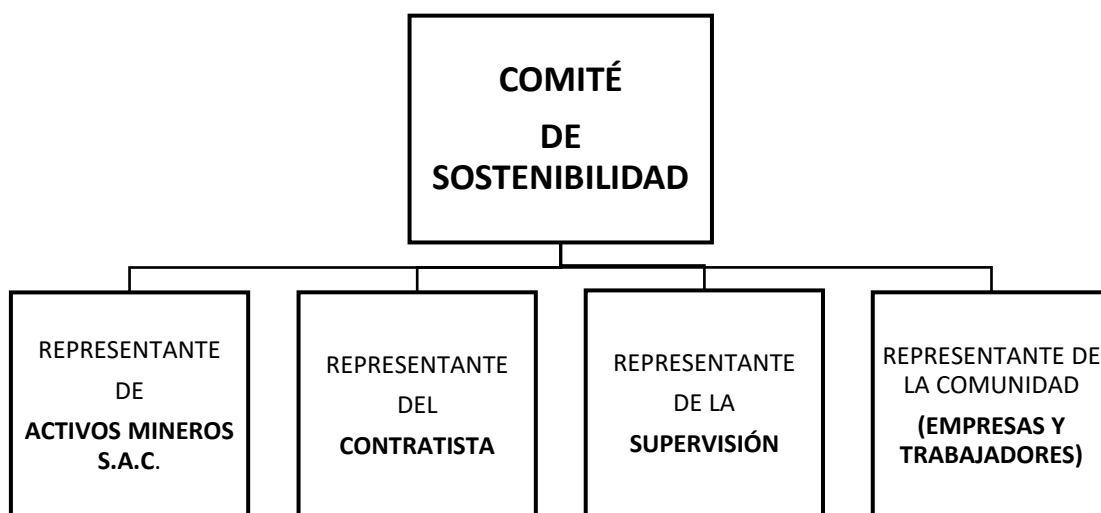 COMITÉ
DE
SOSTENIBILIDAD
REPRESENTANTE
DE
ACTIVOS MINEROS
S.A.C.
REPRESENTANTE
DEL
CONTRATISTA
REPRESENTANTE
DE LA
SUPERVISIÓN
REPRESENTANTE DE
LA COMUNIDAD
(EMPRESAS Y
TRABAJADORES)